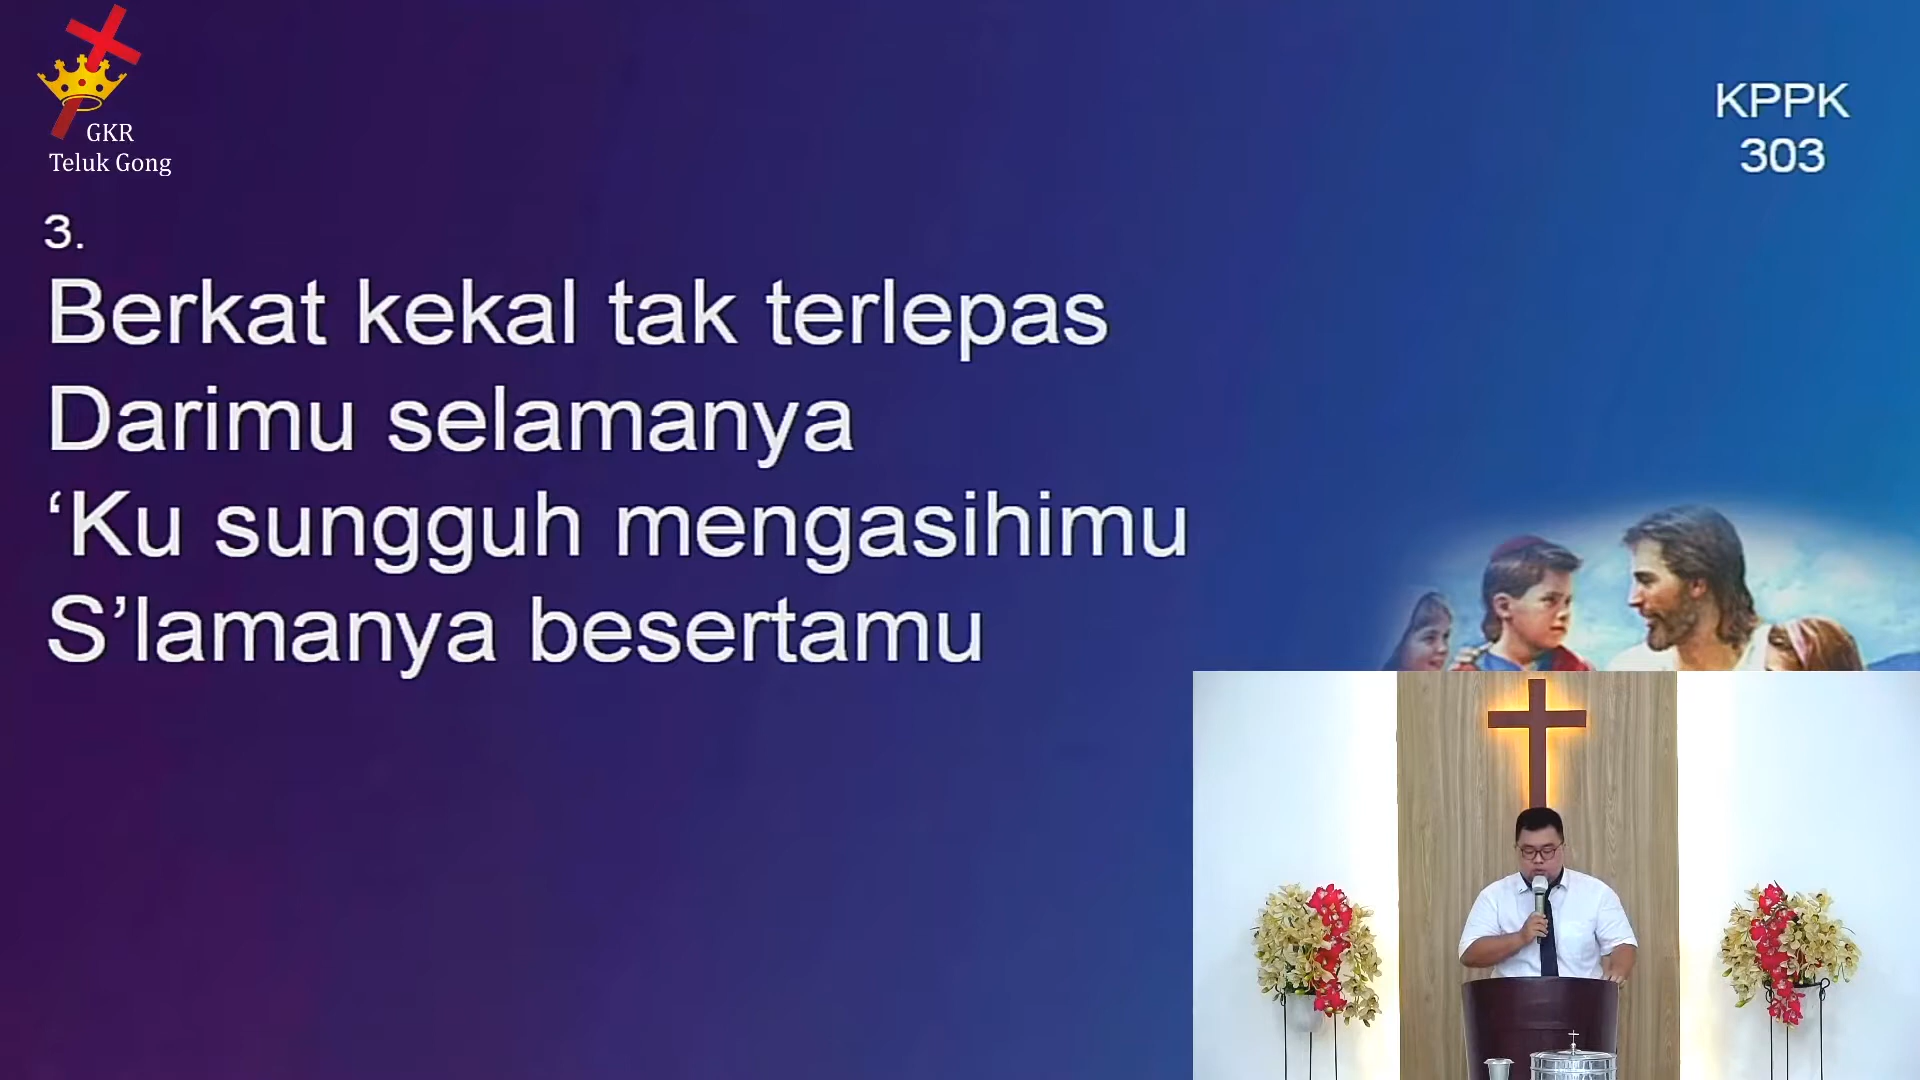 GKR
Teluk Gong
KPPK
303
3.
Berkat kekal tak terlepas
Darimu selamanya
‘Ku sungguh mengasihimu
S’lamanya besertamu